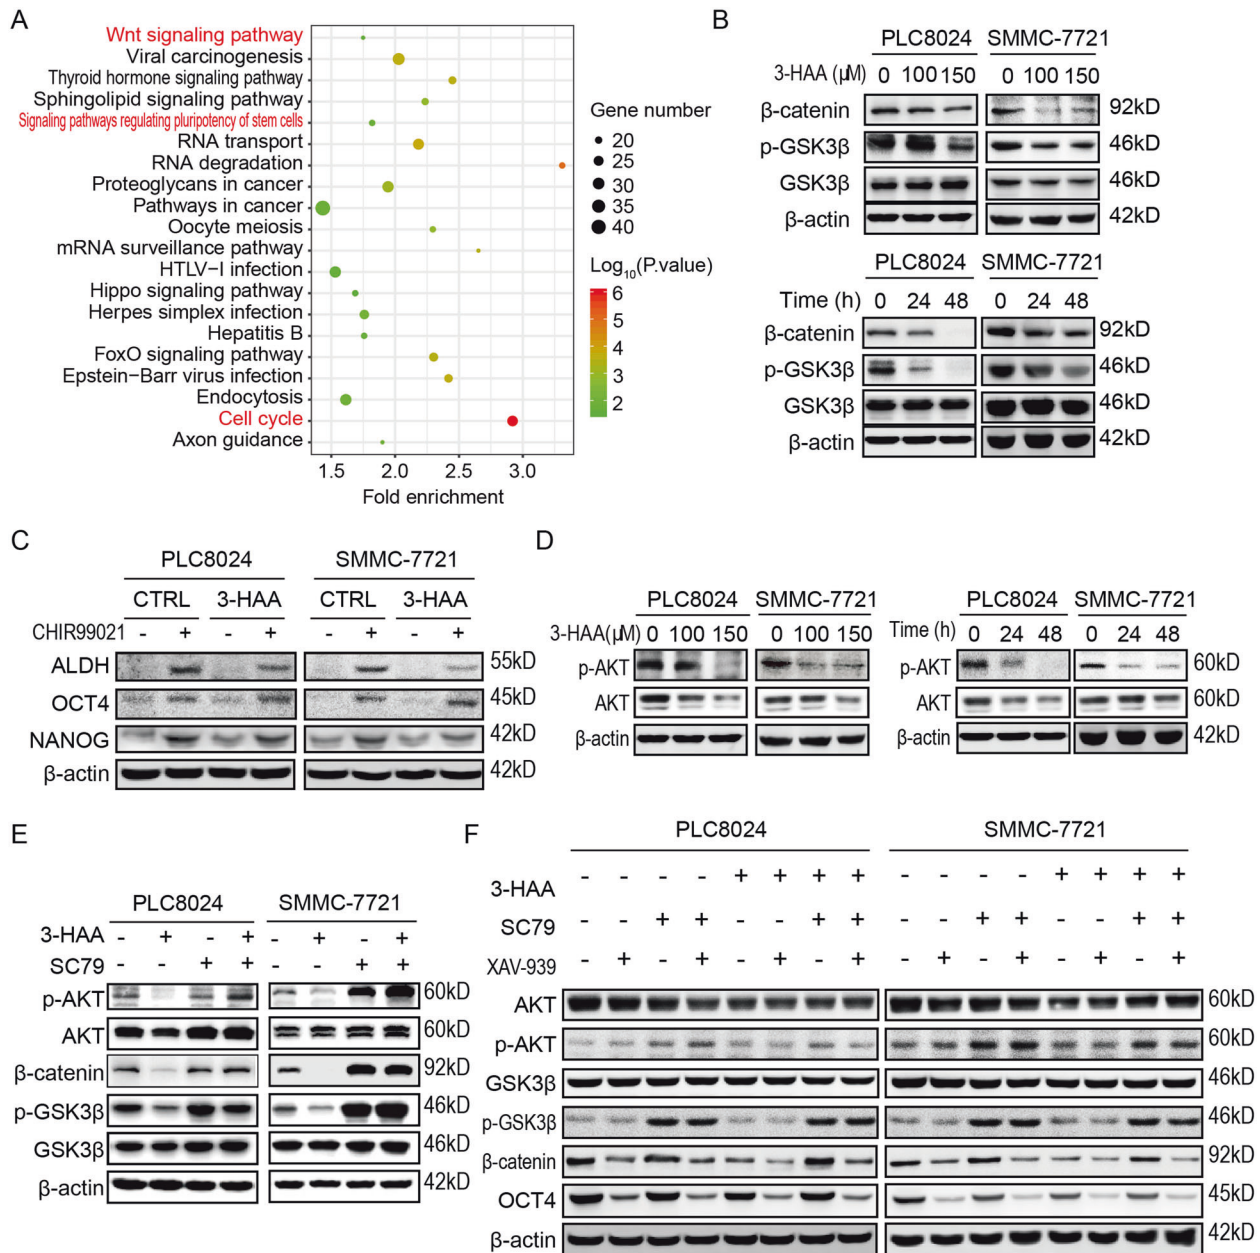 A
Wnt signaling pathway
Viral carcinogenesis
Thyroid hormone signaling pathway
Sphingolipid signaling pathway
Signaling pathways regulating pluripotency of stem cells
RNA transport
RNA degradation
Proteoglycans in cancer
Pathways in cancer
Oocyte meiosis
mRNA surveillance pathway
HTLV−I infection
Hippo signaling pathway
Herpes simplex infection
Hepatitis B
FoxO signaling pathway
Epstein−Barr virus infection
Endocytosis
Cell cycle
Axon guidance
1.5 2.0 2.5 3.0
Fold enrichment
Gene number
20
25
30
35
40
Log10(P.value)
6
5
4
3
2
B
PLC8024 SMMC-7721
3-HAA (µM) 0 100 150 0 100 150
β-catenin 92kD
p-GSK3β 46kD
GSK3β 46kD
β-actin 42kD
PLC8024 SMMC-7721
Time (h) 0 24 48 0 24 48
β-catenin 92kD
p-GSK3β 46kD
GSK3β 46kD
β-actin 42kD
C
PLC8024 SMMC-7721
CTRL 3-HAA CTRL 3-HAA
CHIR99021 - + - + - + - +
ALDH 55kD
OCT4 45kD
NANOG 42kD
β-actin 42kD
D
PLC8024 SMMC-7721
3-HAA(µM) 0 100 150 0 100 150
p-AKT
AKT
β-actin
PLC8024 SMMC-7721
Time (h) 0 24 48 0 24 48
p-AKT 60kD
AKT 60kD
β-actin 42kD
E
PLC8024 SMMC-7721
3-HAA - + - + - + - +
SC79 - - + + - - + +
p-AKT 60kD
AKT 60kD
β-catenin 92kD
p-GSK3β 46kD
GSK3β 46kD
β-actin 42kD
F
PLC8024 SMMC-7721
3-HAA - - - - + + + + - - - - + + + +
SC79 - - + + - - + + - - + + - - + +
XAV-939 - + - + - + - + - + - + - + - +
AKT 60kD
p-AKT 60kD
GSK3β 46kD
p-GSK3β 46kD
β-catenin 92kD
OCT4 45kD
β-actin 42kD